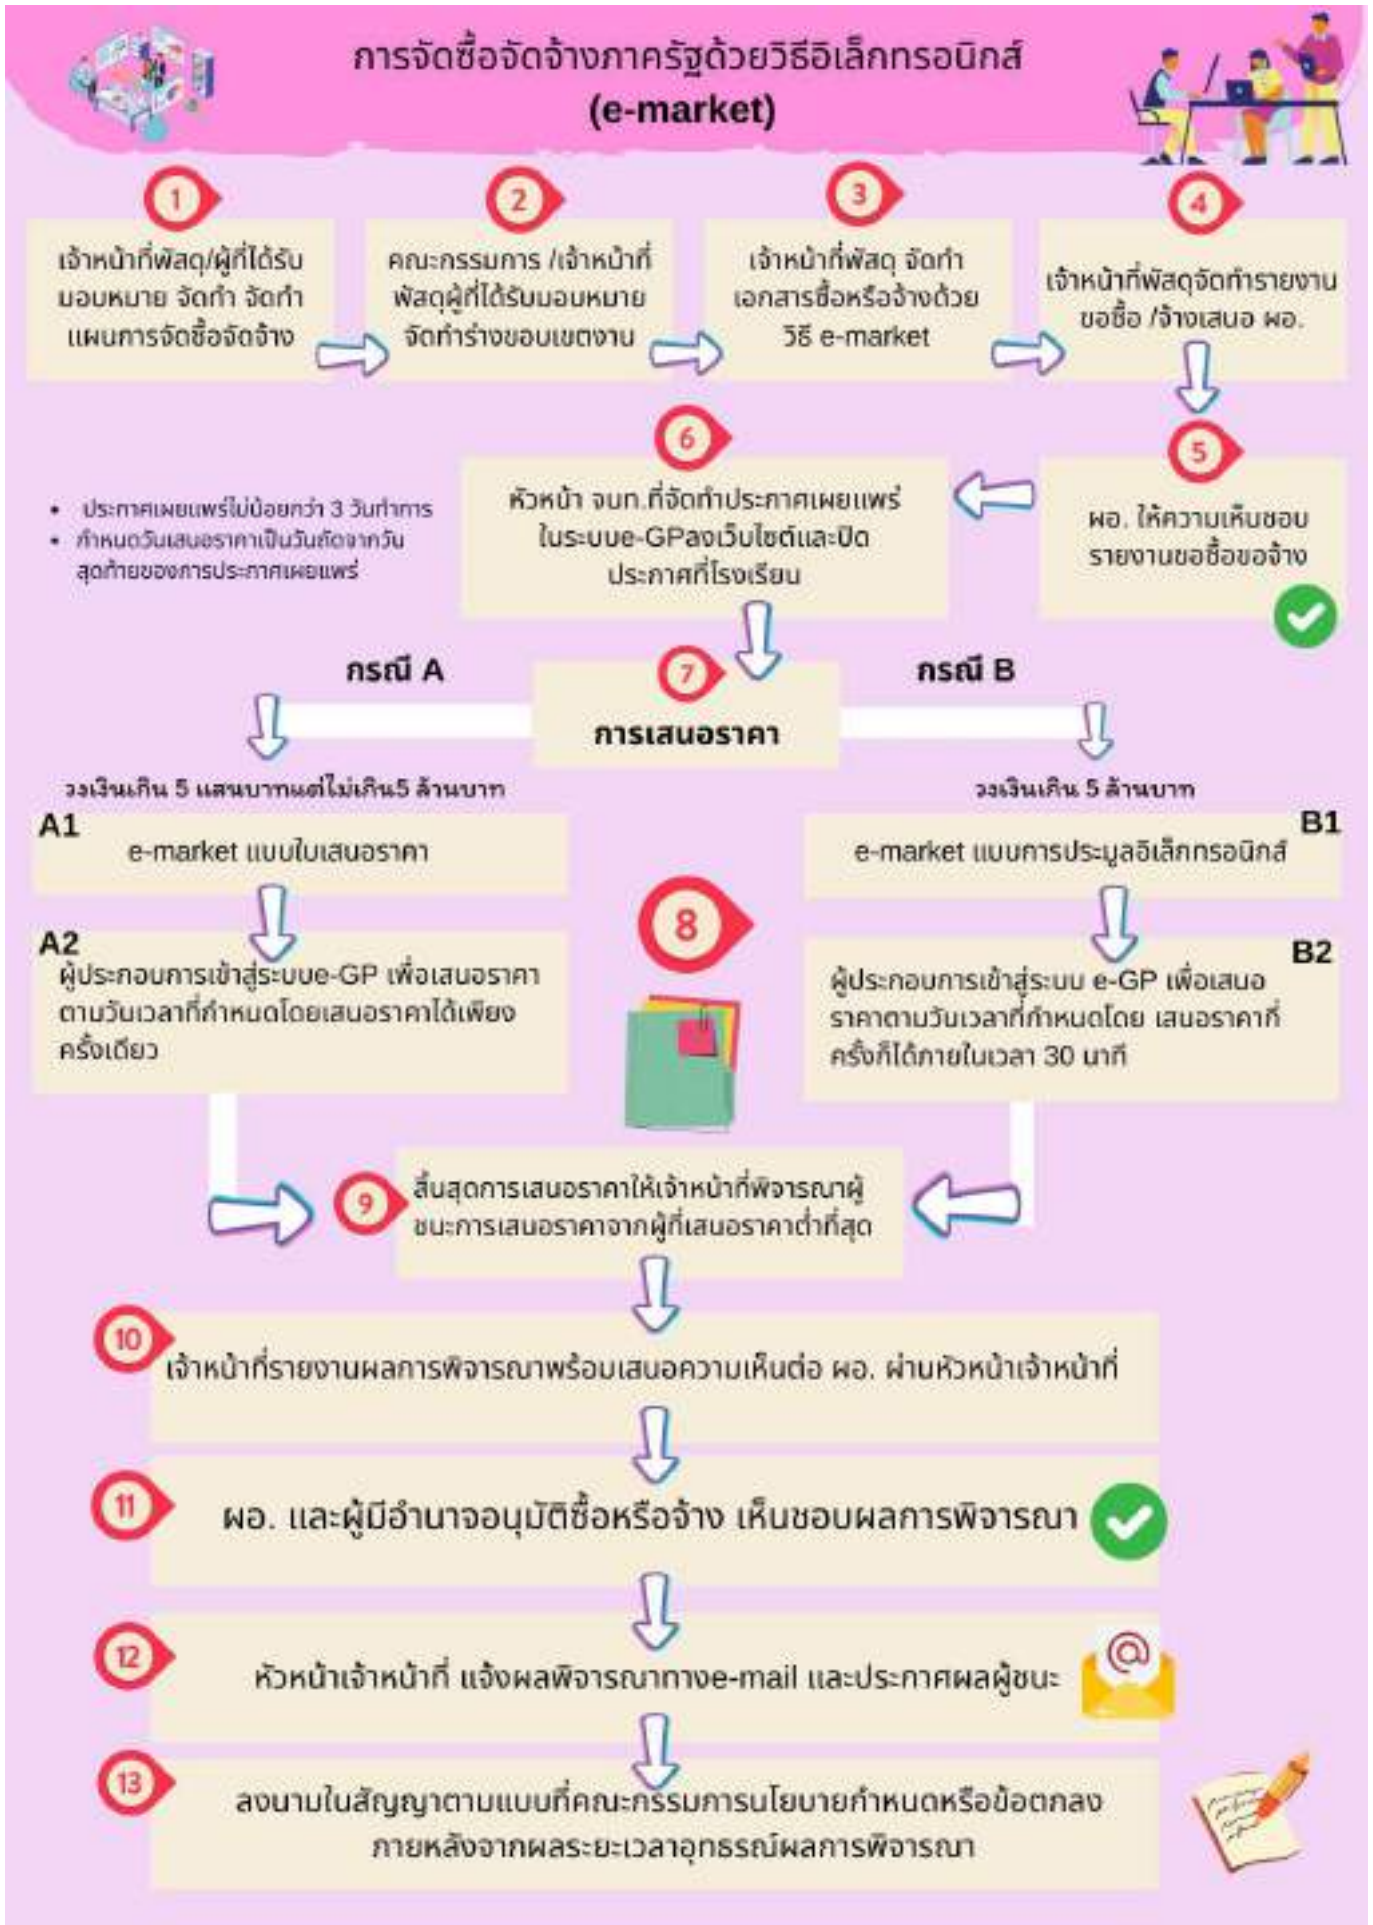 การจัดซื้อจัดจ้างภาครัฐด้วยวิธีอิเล็กทรอนิกส์
(e-market)
1
เจ้าหน้าที่พัสดุ/ผู้ที่ได้รับ
มอบหมาย จัดทำ จัดทำ
แผนการจัดซื้อจัดจ้าง
2
คณะกรรมการ /เจ้าหน้าที่
พัสดุผู้ที่ได้รับมอบหมาย
จัดทำร่างขอบเขตงาน
3
เจ้าหน้าที่พัสดุ จัดทำ
เอกสารซื้อหรือจ้างด้วย
วิธี e-market
4
เจ้าหน้าที่พัสดุจัดทำรายงาน
ขอซื้อ /จ้างเสนอ ผอ.
5
ผอ. ให้ความเห็นชอบ
รายงานขอซื้อขอจ้าง
6
หัวหน้า จนท.ที่จัดทำประกาศเผยแพร่
ในระบบe-GPลงเว็บไซต์และปิด
ประกาศที่โรงเรียน
• ประกาศเผยแพร่ไม่น้อยกว่า 3 วันทำการ
• กำหนดวันเสนอราคาเป็นวันถัดจากวัน
สุดท้ายของการประกาศเผยแพร่
7
การเสนอราคา
กรณี A
วงเงินเกิน 5 แสนบาทแต่ไม่เกิน5 ล้านบาท
A1
e-market แบบใบเสนอราคา
A2
ผู้ประกอบการเข้าสู่ระบบe-GP เพื่อเสนอราคา
ตามวันเวลาที่กำหนดโดยเสนอราคาได้เพียง
ครั้งเดียว
กรณี B
วงเงินเกิน 5 ล้านบาท
B1
e-market แบบการประมูลอิเล็กทรอนิกส์
B2
ผู้ประกอบการเข้าสู่ระบบ e-GP เพื่อเสนอ
ราคาตามวันเวลาที่กำหนดโดย เสนอราคากี่
ครั้งก็ได้ภายในเวลา 30 นาที
8
9
สิ้นสุดการเสนอราคาให้เจ้าหน้าที่พิจารณาผู้
ชนะการเสนอราคาจากผู้ที่เสนอราคาต่ำที่สุด
10
เจ้าหน้าที่รายงานผลการพิจารณาพร้อมเสนอความเห็นต่อ ผอ. ผ่านหัวหน้าเจ้าหน้าที่
11
ผอ. และผู้มีอำนาจอนุมัติซื้อหรือจ้าง เห็นชอบผลการพิจารณา
12
หัวหน้าเจ้าหน้าที่ แจ้งผลพิจารณาทางe-mail และประกาศผลผู้ชนะ
13
ลงนามในสัญญาตามแบบที่คณะกรรมการนโยบายกำหนดหรือข้อตกลง
ภายหลังจากผลระยะเวลาอุทธรณ์ผลการพิจารณา